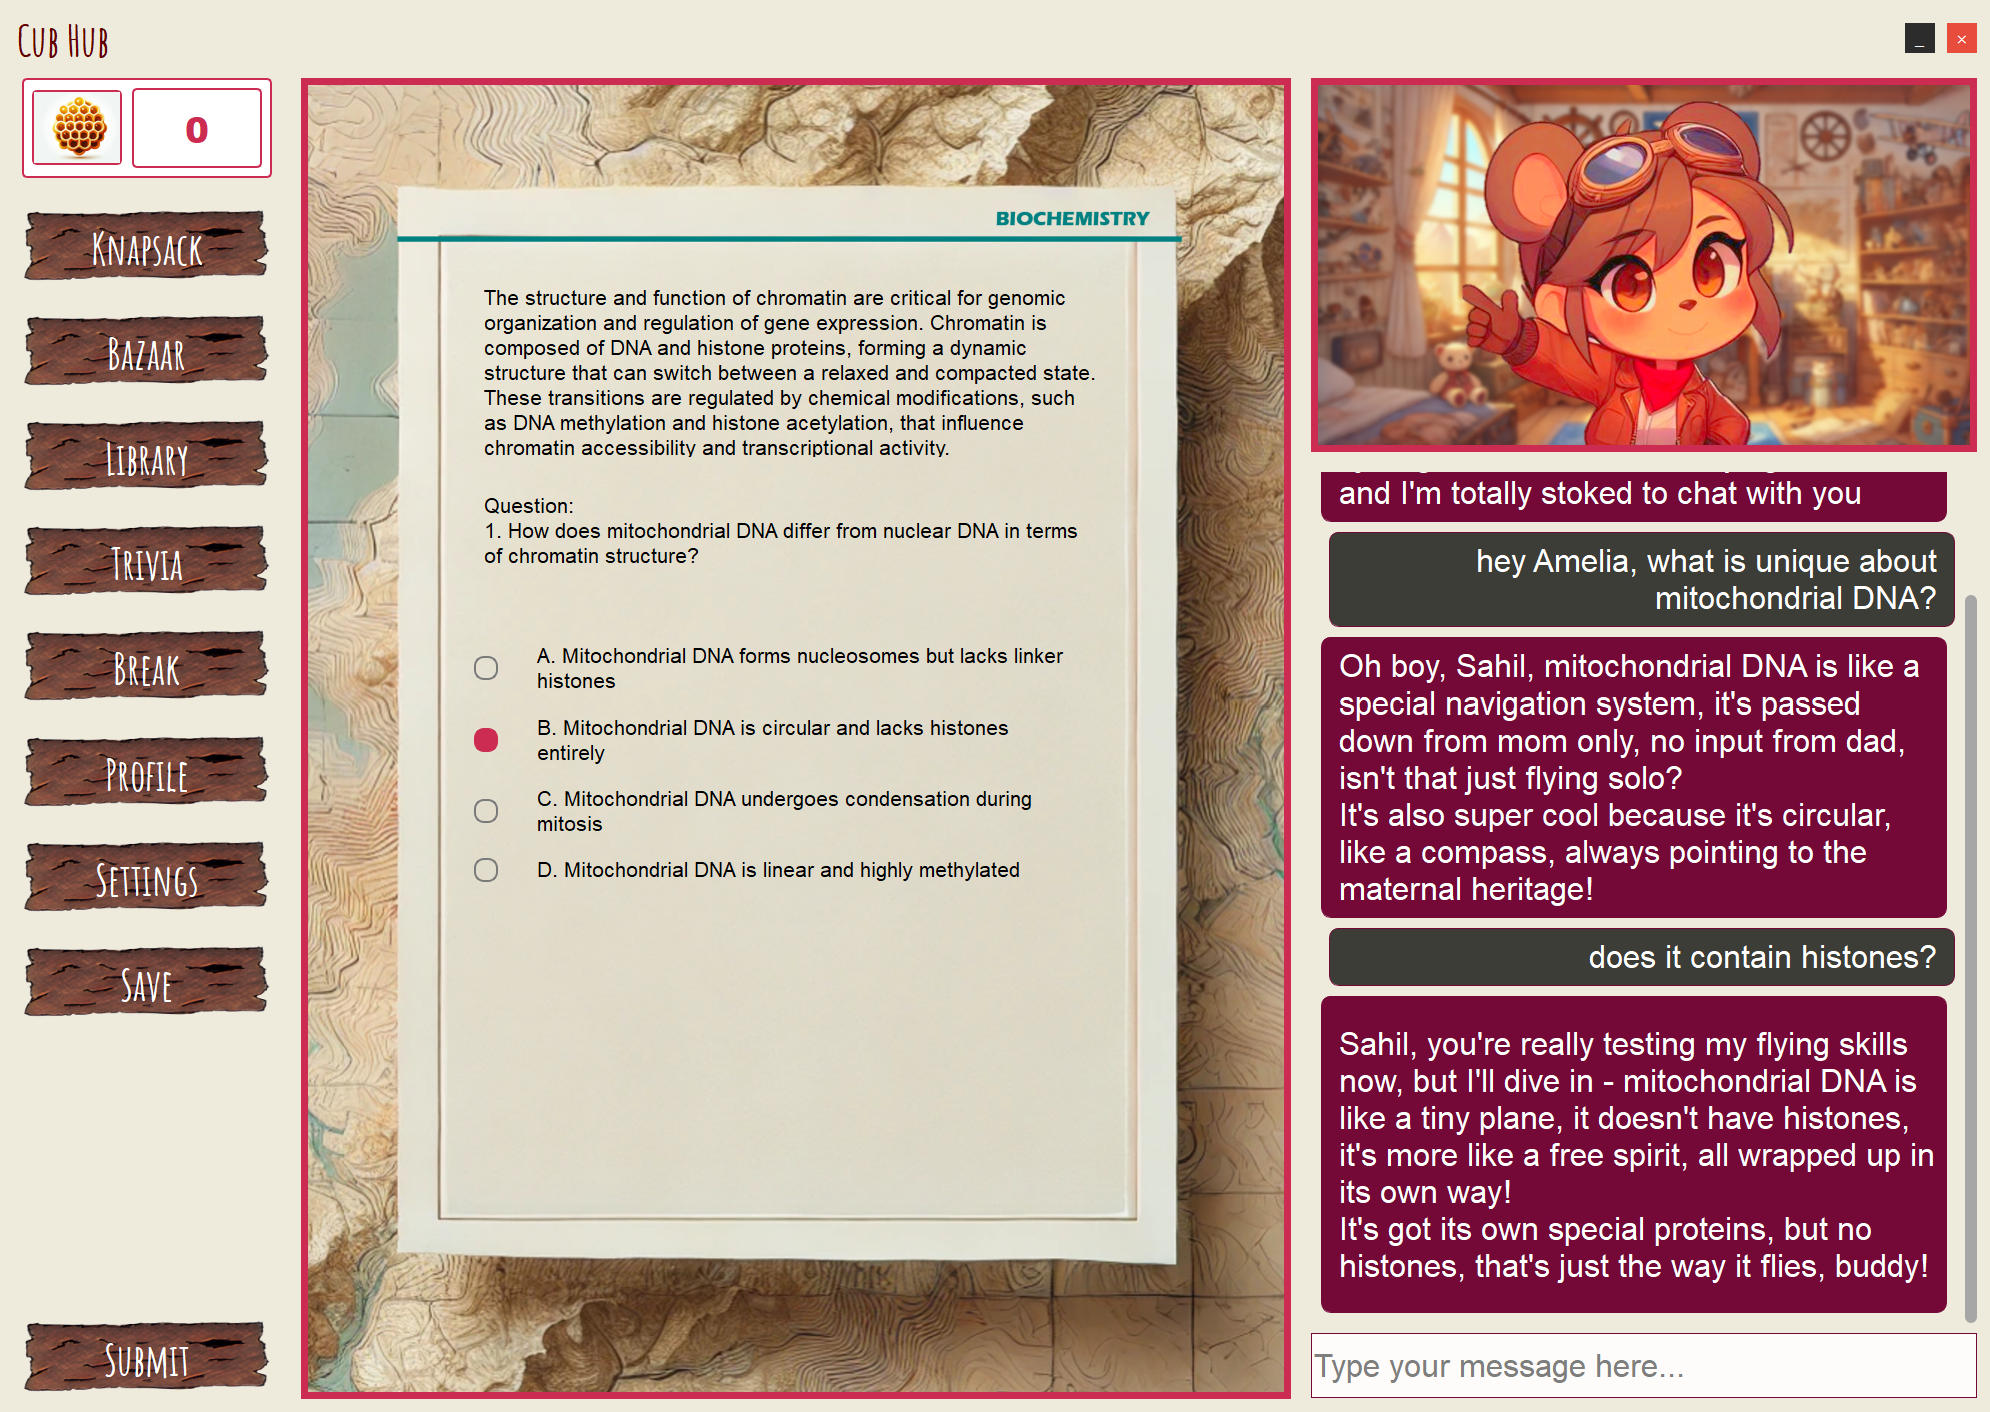 Cub Hub
_
×
0
Knapsack
Bazaar
Library
Trivia
Break
Profile
Settings
Save
Submit
BIOCHEMISTRY
The structure and function of chromatin are critical for genomic
organization and regulation of gene expression. Chromatin is
composed of DNA and histone proteins, forming a dynamic
structure that can switch between a relaxed and compacted state.
These transitions are regulated by chemical modifications, such
as DNA methylation and histone acetylation, that influence
chromatin accessibility and transcriptional activity.
Question:
1. How does mitochondrial DNA differ from nuclear DNA in terms
of chromatin structure?
A. Mitochondrial DNA forms nucleosomes but lacks linker
histones
B. Mitochondrial DNA is circular and lacks histones
entirely
C. Mitochondrial DNA undergoes condensation during
mitosis
D. Mitochondrial DNA is linear and highly methylated
and I'm totally stoked to chat with you
hey Amelia, what is unique about
mitochondrial DNA?
Oh boy, Sahil, mitochondrial DNA is like a
special navigation system, it's passed
down from mom only, no input from dad,
isn't that just flying solo?
It's also super cool because it's circular,
like a compass, always pointing to the
maternal heritage!
does it contain histones?
Sahil, you're really testing my flying skills
now, but I'll dive in - mitochondrial DNA is
like a tiny plane, it doesn't have histones,
it's more like a free spirit, all wrapped up in
its own way!
It's got its own special proteins, but no
histones, that's just the way it flies, buddy!
Type your message here...